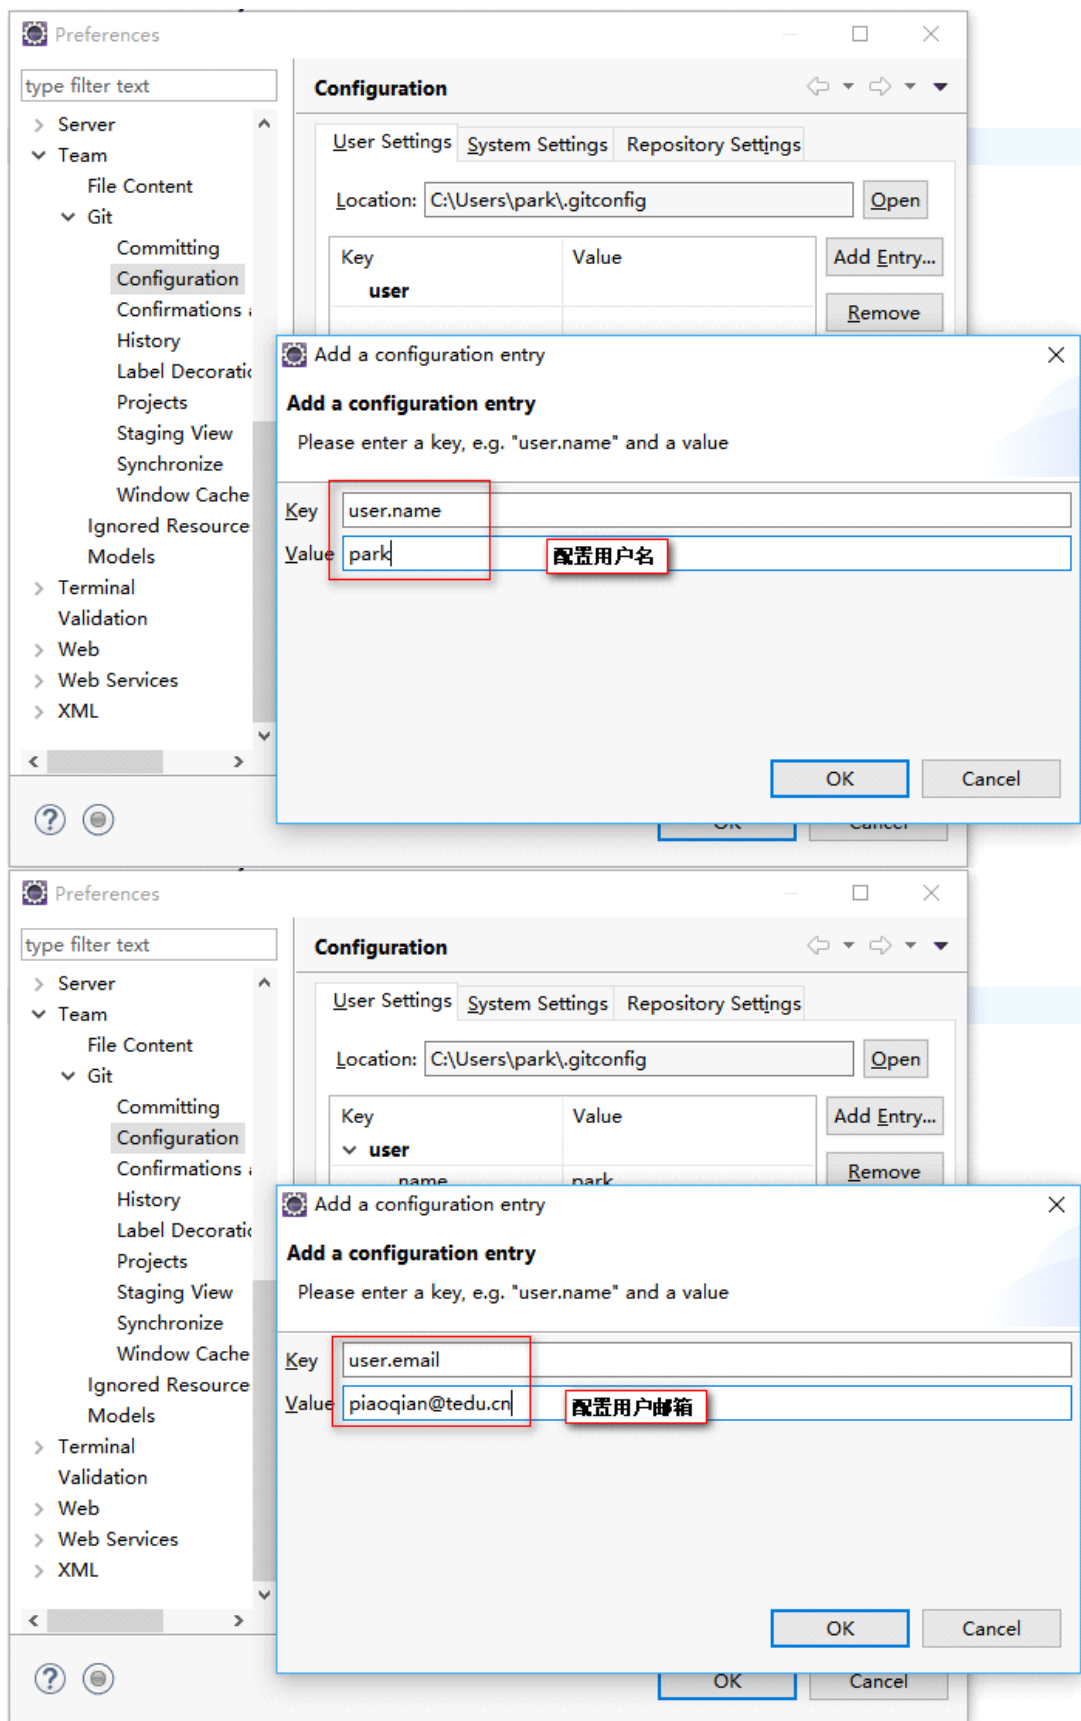 Preferences
type filter text
Configuration
Server
Team
File Content
Git
Committing
Configuration
Confirmations
History
Label Decoratic
Projects
Staging View
Synchronize
Window Cache
Ignored Resource
Models
Terminal
Validation
Web
Web Services
XML
User Settings System Settings Repository Settings
Location: C:\Users\park\.gitconfig Open
Key Value Add Entry...
user
Remove
Add a configuration entry
Add a configuration entry
Please enter a key, e.g. "user.name" and a value
Key user.name
Value park 配置用户名
OK Cancel
OK Cancel
Preferences
type filter text
Configuration
Server
Team
File Content
Git
Committing
Configuration
Confirmations
History
Label Decoratic
Projects
Staging View
Synchronize
Window Cache
Ignored Resource
Models
Terminal
Validation
Web
Web Services
XML
User Settings System Settings Repository Settings
Location: C:\Users\park\.gitconfig Open
Key Value Add Entry...
user
name park Remove
Add a configuration entry
Add a configuration entry
Please enter a key, e.g. "user.name" and a value
Key user.email
Value piaoqian@tedu.cn 配置用户邮箱
OK Cancel
OK Cancel